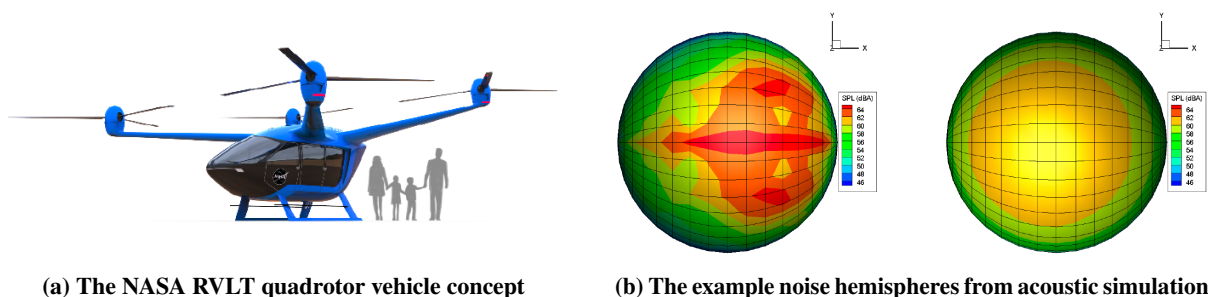 Y
Z X
SPL (dBA)
64
62
60
58
56
54
52
50
48
46
Y
Z X
SPL (dBA)
64
62
60
58
56
54
52
50
48
46
NASA
(a) The NASA RVLT quadrotor vehicle concept
(b) The example noise hemispheres from acoustic simulation